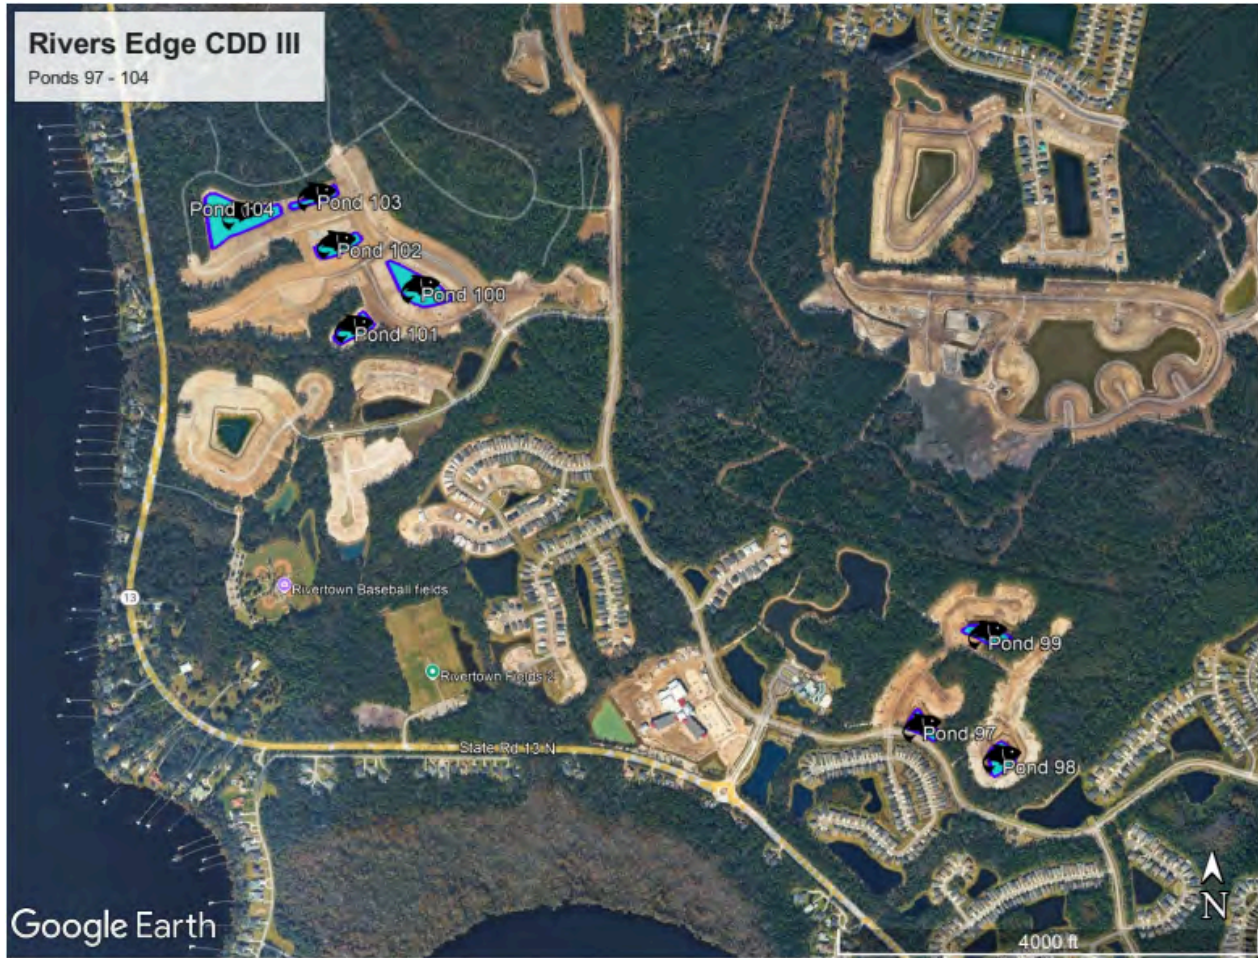 Rivers Edge CDD III
Ponds 97 - 104
Pond 104
Pond 103
Pond 102
Pond 100
Pond 101
13
Rivertown Baseball fields
Pond 99
Rivertown Fields 2
Pond 97
State Rd 13 N
Pond 98
N
Google Earth
4000 ft